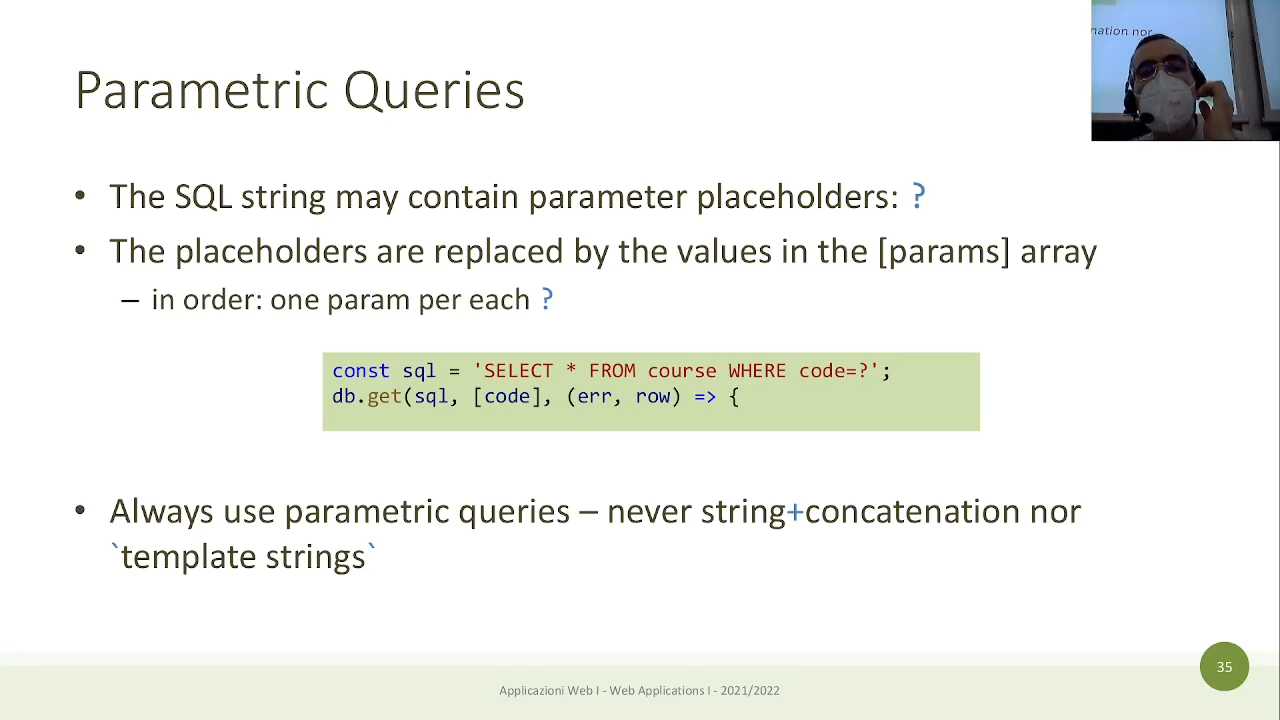 nation nor
Parametric Queries
• The SQL string may contain parameter placeholders: ?
• The placeholders are replaced by the values in the [params] array
– in order: one param per each ?
const sql = 'SELECT * FROM course WHERE code=?';
db.get(sql, [code], (err, row) => {
• Always use parametric queries – never string+concatenation nor
`template strings`
35
Applicazioni Web I - Web Applications I - 2021/2022